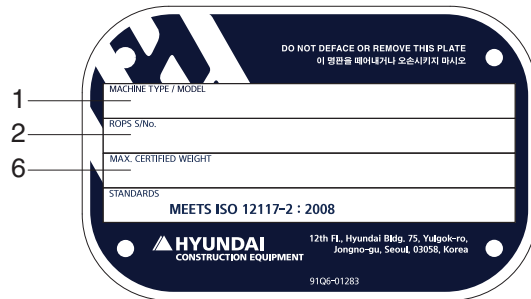 DO NOT DEFACE OR REMOVE THIS PLATE
이 명판을 떼어내거나 오손시키지 마시오
1
MACHINE TYPE / MODEL
2
ROPS S/No.
6
MAX. CERTIFIED WEIGHT
STANDARDS
MEETS ISO 12117-2 : 2008
HYUNDAI
CONSTRUCTION EQUIPMENT
12th Fl., Hyundai Bldg. 75, Yulgok-ro,
Jongno-gu, Seoul, 03058, Korea
91Q6-01283